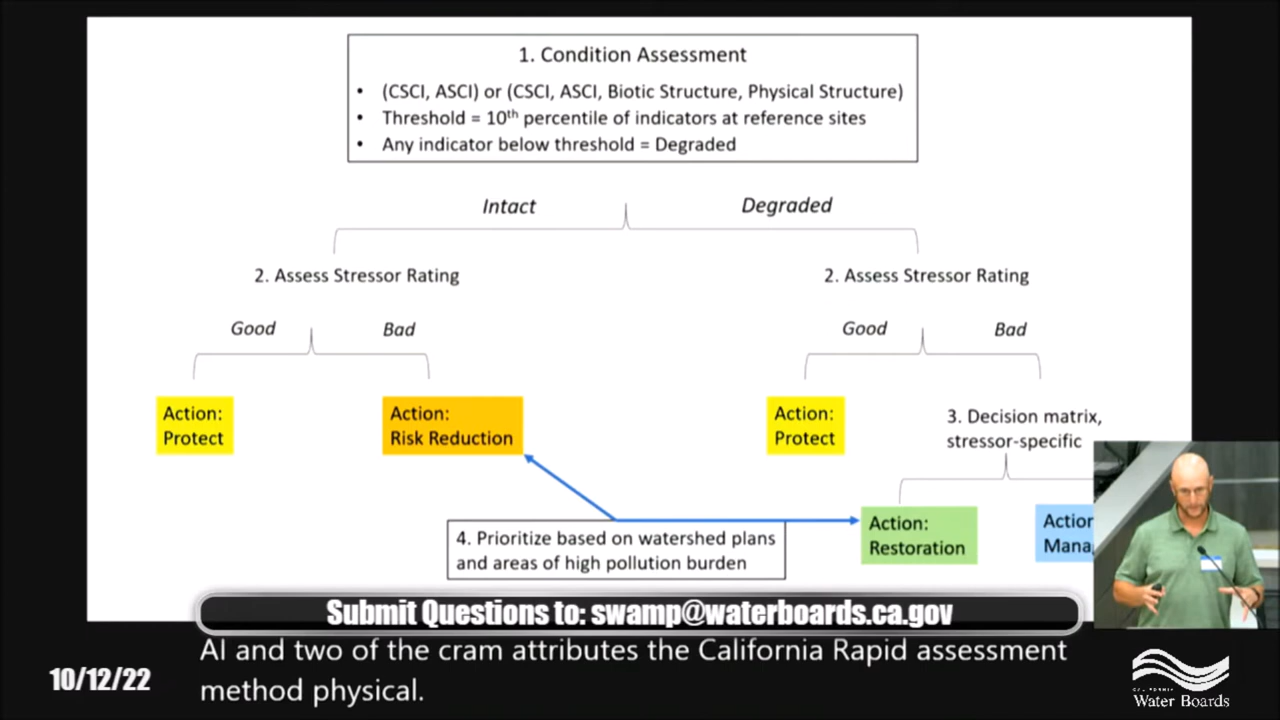 1. Condition Assessment
• (CSCI, ASCI) or (CSCI, ASCI, Biotic Structure, Physical Structure)
• Threshold = 10th percentile of indicators at reference sites
• Any indicator below threshold = Degraded
Intact
Degraded
2. Assess Stressor Rating
2. Assess Stressor Rating
Good
Bad
Good
Bad
Action:
Protect
Action:
Risk Reduction
Action:
Protect
3. Decision matrix,
stressor-specific
4. Prioritize based on watershed plans
and areas of high pollution burden
Action:
Restoration
Action
Mana
Submit Questions to: swamp@waterboards.ca.gov
AI and two of the cram attributes the California Rapid assessment
method physical.
10/12/22
CALIFORNIA
Water Boards